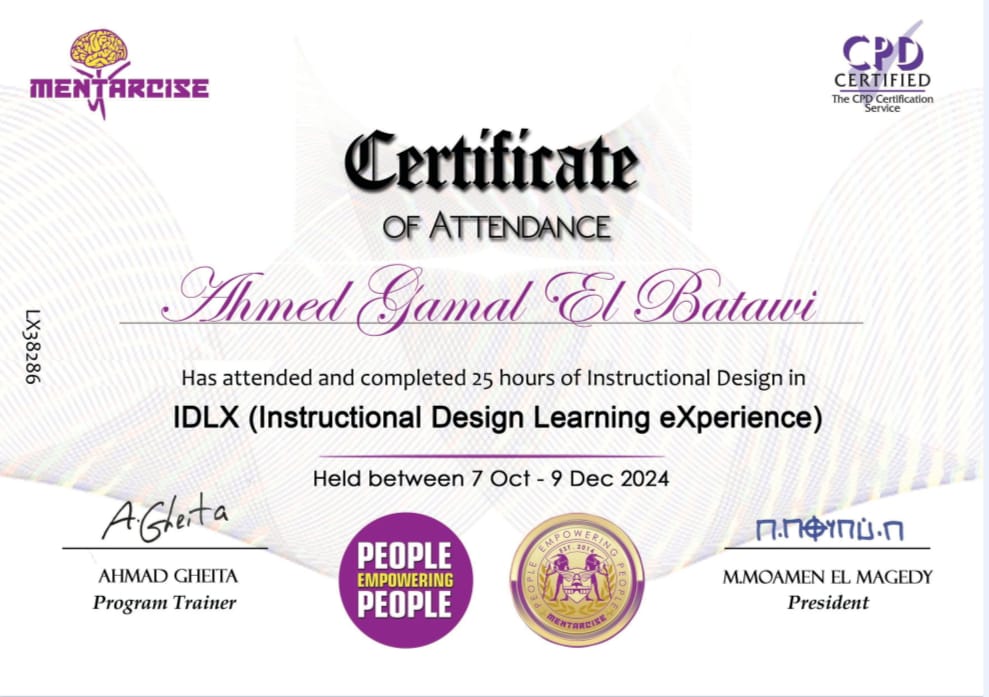 MENTARCISE
CPD
CERTIFIED
The CPD Certification
Service
Certificate
OF ATTENDANCE
Ahmed Gamal El Batawi
LX38286
Has attended and completed 25 hours of Instructional Design in
IDLX (Instructional Design Learning eXperience)
Held between 7 Oct - 9 Dec 2024
A.Gheita
AHMAD GHEITA
Program Trainer
PEOPLE
EMPOWERING
PEOPLE
PEOPLE EMPOWERING PEOPLE
EST. 2014
MENTARCISE
M.MOAMEN EL MAGEDY
President